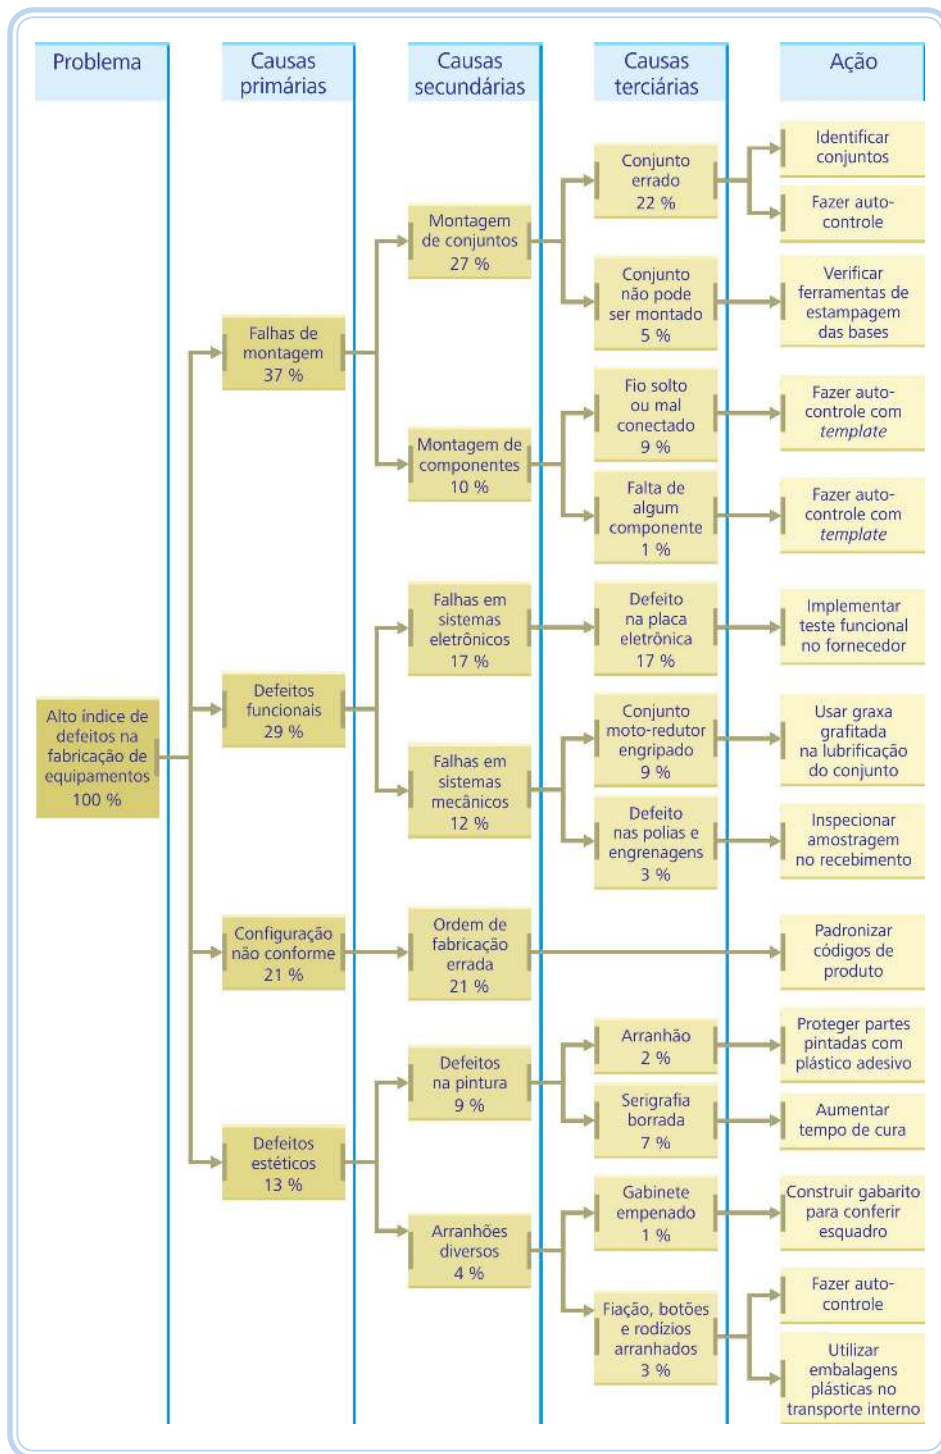 Problema
Causas
primárias
Causas
secundárias
Causas
terciárias
Ação
Alto índice de
defeitos na
fabricação de
equipamentos
100 %
Falhas de
montagem
37 %
Defeitos
funcionais
29 %
Configuração
não conforme
21 %
Defeitos
estéticos
13 %
Montagem
de conjuntos
27 %
Montagem de
componentes
10 %
Falhas em
sistemas
eletrônicos
17 %
Falhas em
sistemas
mecânicos
12 %
Ordem de
fabricação
errada
21 %
Defeitos
na pintura
9 %
Arranhões
diversos
4 %
Conjunto
errado
22 %
Conjunto
não pode
ser montado
5 %
Fio solto
ou mal
conectado
9 %
Falta de
algum
componente
1 %
Defeito
na placa
eletrônica
17 %
Conjunto
moto-redutor
engripado
9 %
Defeito
nas polias e
engrenagens
3 %
Arranhão
2 %
Serigrafia
borrada
7 %
Gabinete
empenado
1 %
Fiação, botões
e rodízios
arranhados
3 %
Identificar
conjuntos
Fazer auto-
controle
Verificar
ferramentas de
estampagem
das bases
Fazer auto-
controle com
template
Fazer auto-
controle com
template
Implementar
teste funcional
no fornecedor
Usar graxa
grafitada
na lubrificação
do conjunto
Inspecionar
amostragem
no recebimento
Padronizar
códigos de
produto
Proteger partes
pintadas com
plástico adesivo
Aumentar
tempo de cura
Construir gabarito
para conferir
esquadro
Fazer auto-
controle
Utilizar
embalagens
plásticas no
transporte interno